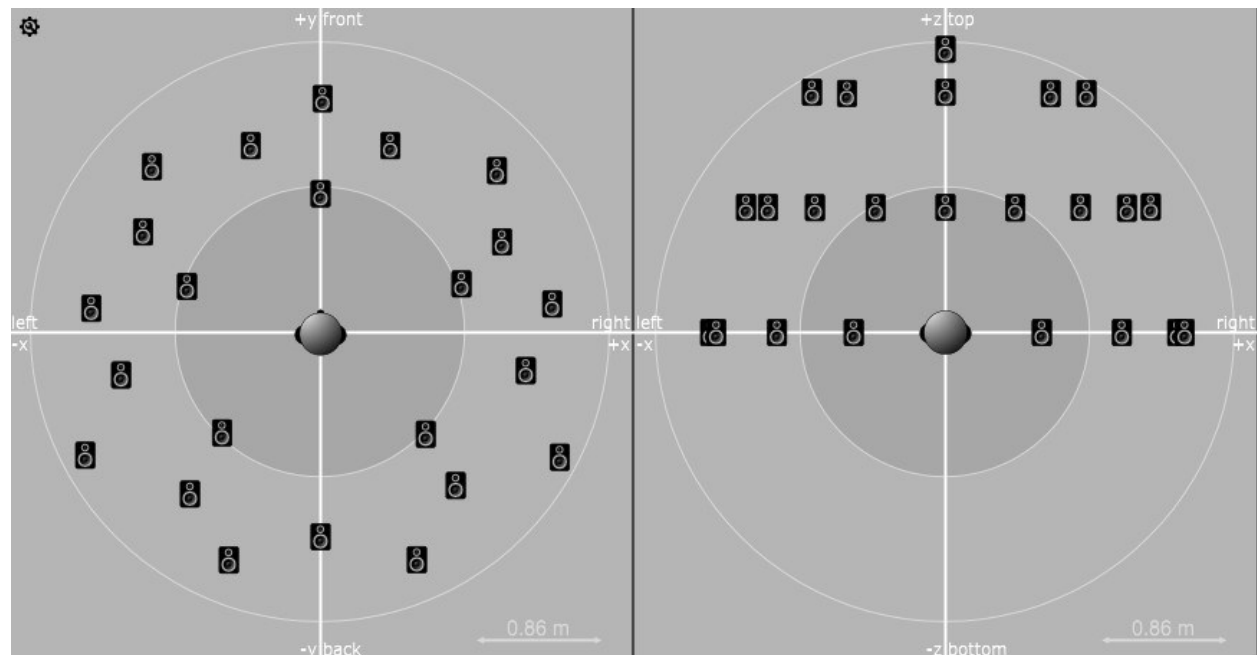 +y front
+z top
left
right
left
right
-x
+x
-x
+x
0.86 m
0.86 m
-y back
-z bottom